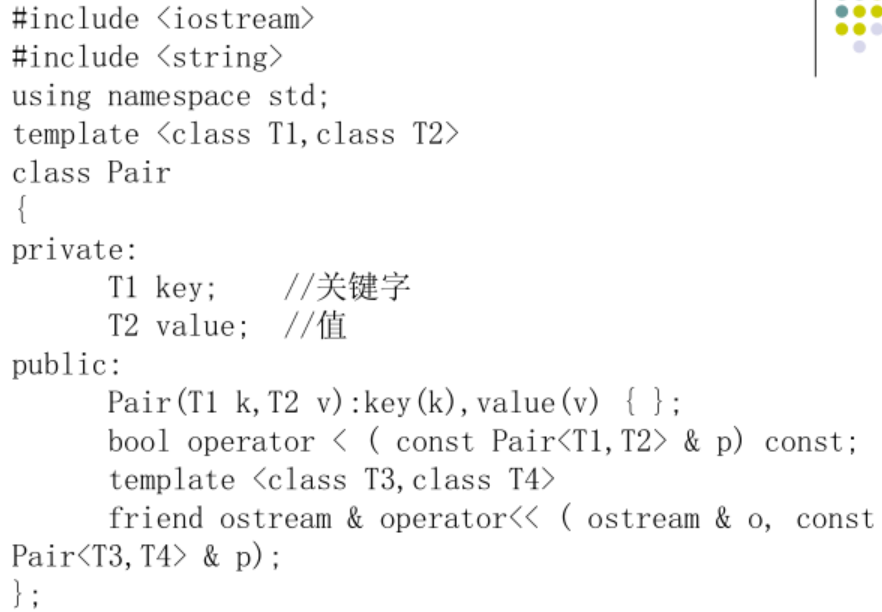 #include <iostream>
#include <string>
using namespace std;
template <class T1,class T2>
class Pair
{
private:
      T1 key;    //关键字
      T2 value;  //值
public:
      Pair(T1 k,T2 v):key(k),value(v) { };
      bool operator < ( const Pair<T1,T2> & p) const;
      template <class T3,class T4>
      friend ostream & operator<< ( ostream & o, const
Pair<T3,T4> & p);
};